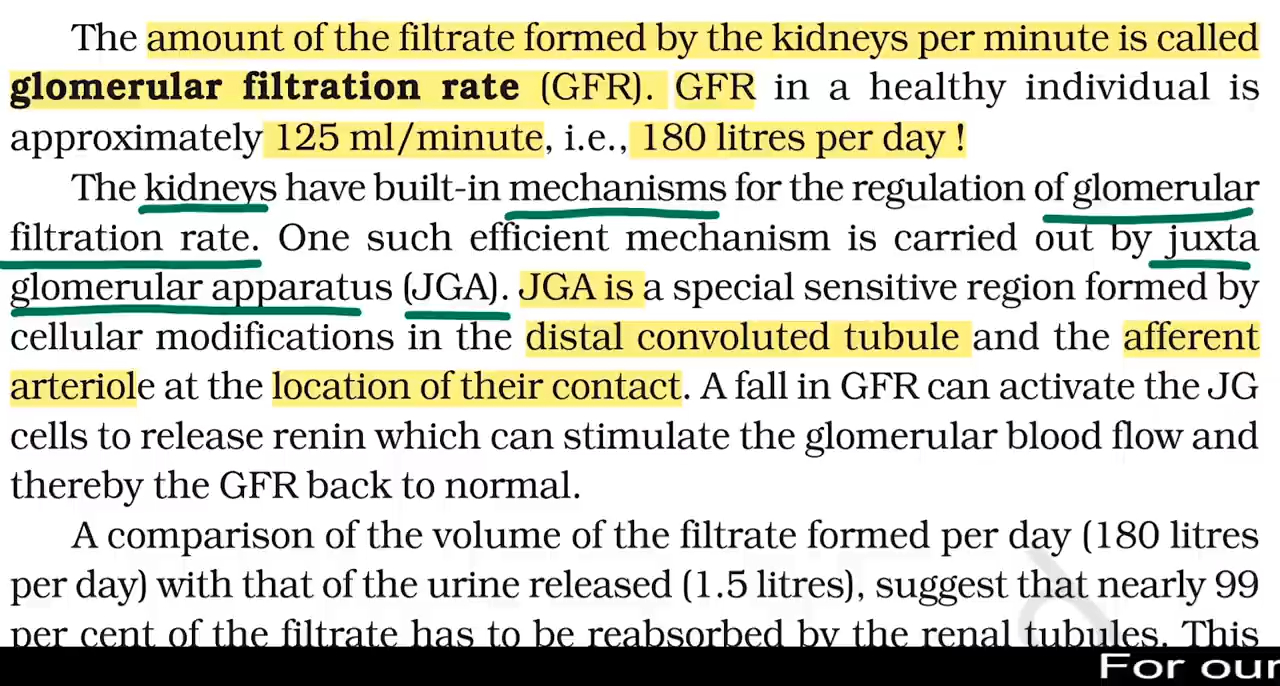 The amount of the filtrate formed by the kidneys per minute is called
glomerular filtration rate (GFR). GFR in a healthy individual is
approximately 125 ml/minute, i.e., 180 litres per day !
The kidneys have built-in mechanisms for the regulation of glomerular
filtration rate. One such efficient mechanism is carried out by juxta
glomerular apparatus (JGA). JGA is a special sensitive region formed by
cellular modifications in the distal convoluted tubule and the afferent
arteriole at the location of their contact. A fall in GFR can activate the JG
cells to release renin which can stimulate the glomerular blood flow and
thereby the GFR back to normal.
A comparison of the volume of the filtrate formed per day (180 litres
per day) with that of the urine released (1.5 litres), suggest that nearly 99
per cent of the filtrate has to be reabsorbed by the renal tubules. This
For our